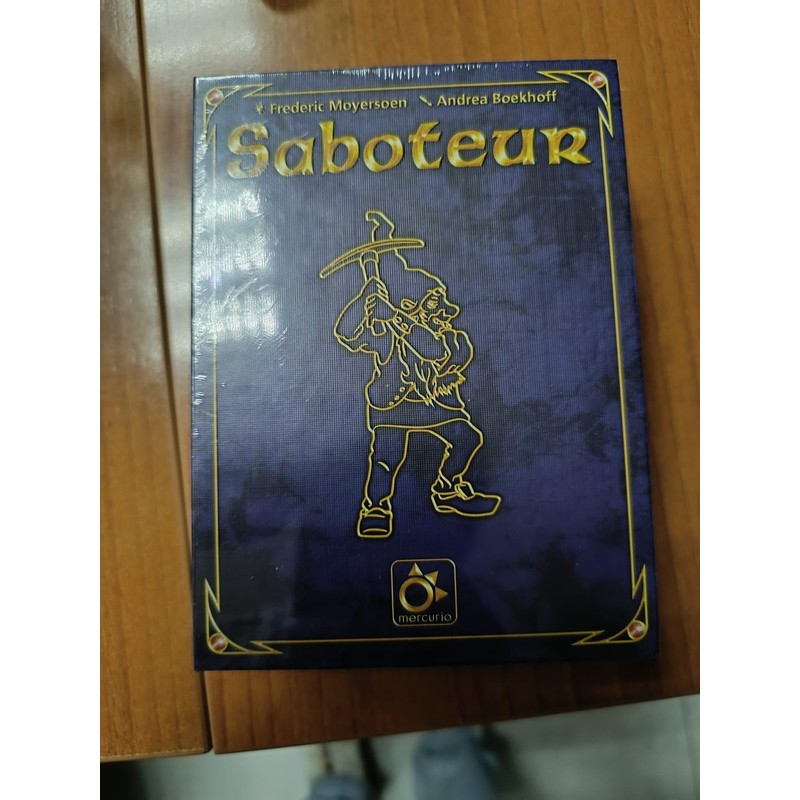 Frederic Moyersoen Andrea Boekhoff
Saboteur
mercurio